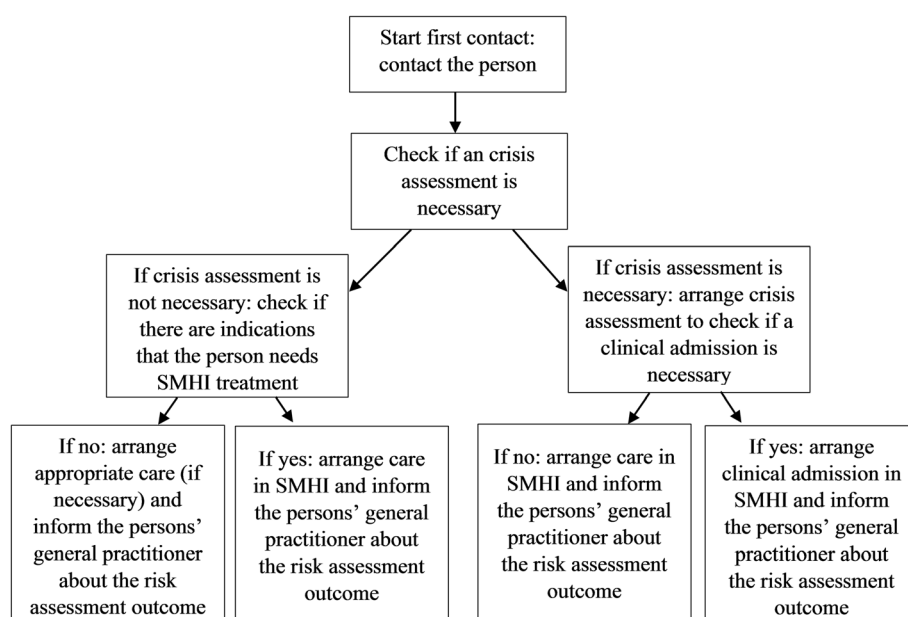 Start first contact:
contact the person
Check if an crisis
assessment is
necessary
If crisis assessment is
not necessary: check if
there are indications
that the person needs
SMHI treatment
If crisis assessment is
necessary: arrange crisis
assessment to check if a
clinical admission is
necessary
If no: arrange
appropriate care (if
necessary) and
inform the persons’
general practitioner
about the risk
assessment outcome
If yes: arrange care
in SMHI and inform
the persons’ general
practitioner about
the risk assessment
outcome
If no: arrange care in
SMHI and inform the
persons’ general
practitioner about the
risk assessment
outcome
If yes: arrange
clinical admission in
SMHI and inform
the persons’ general
practitioner about
the risk assessment
outcome